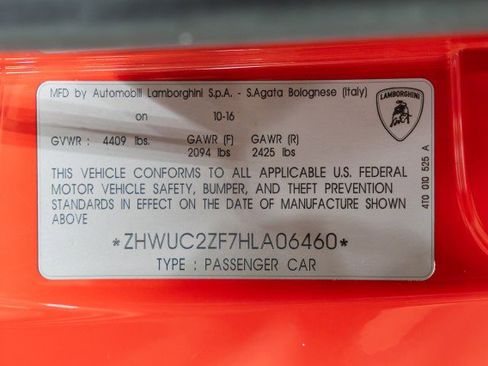 MFD by Automobili Lamborghini S.p.A. - S.Agata Bolognese (Italy)
on 10-16
GVWR : 4409 lbs. GAWR (F) GAWR (R)
2094 lbs 2425 lbs
THIS VEHICLE CONFORMS TO ALL APPLICABLE U.S. FEDERAL
MOTOR VEHICLE SAFETY, BUMPER, AND THEFT PREVENTION
STANDARDS IN EFFECT ON THE DATE OF MANUFACTURE SHOWN
ABOVE
*ZHWUC2ZF7HLA06460*
TYPE : PASSENGER CAR
LAMBORGHINI
4T0 010 525 A